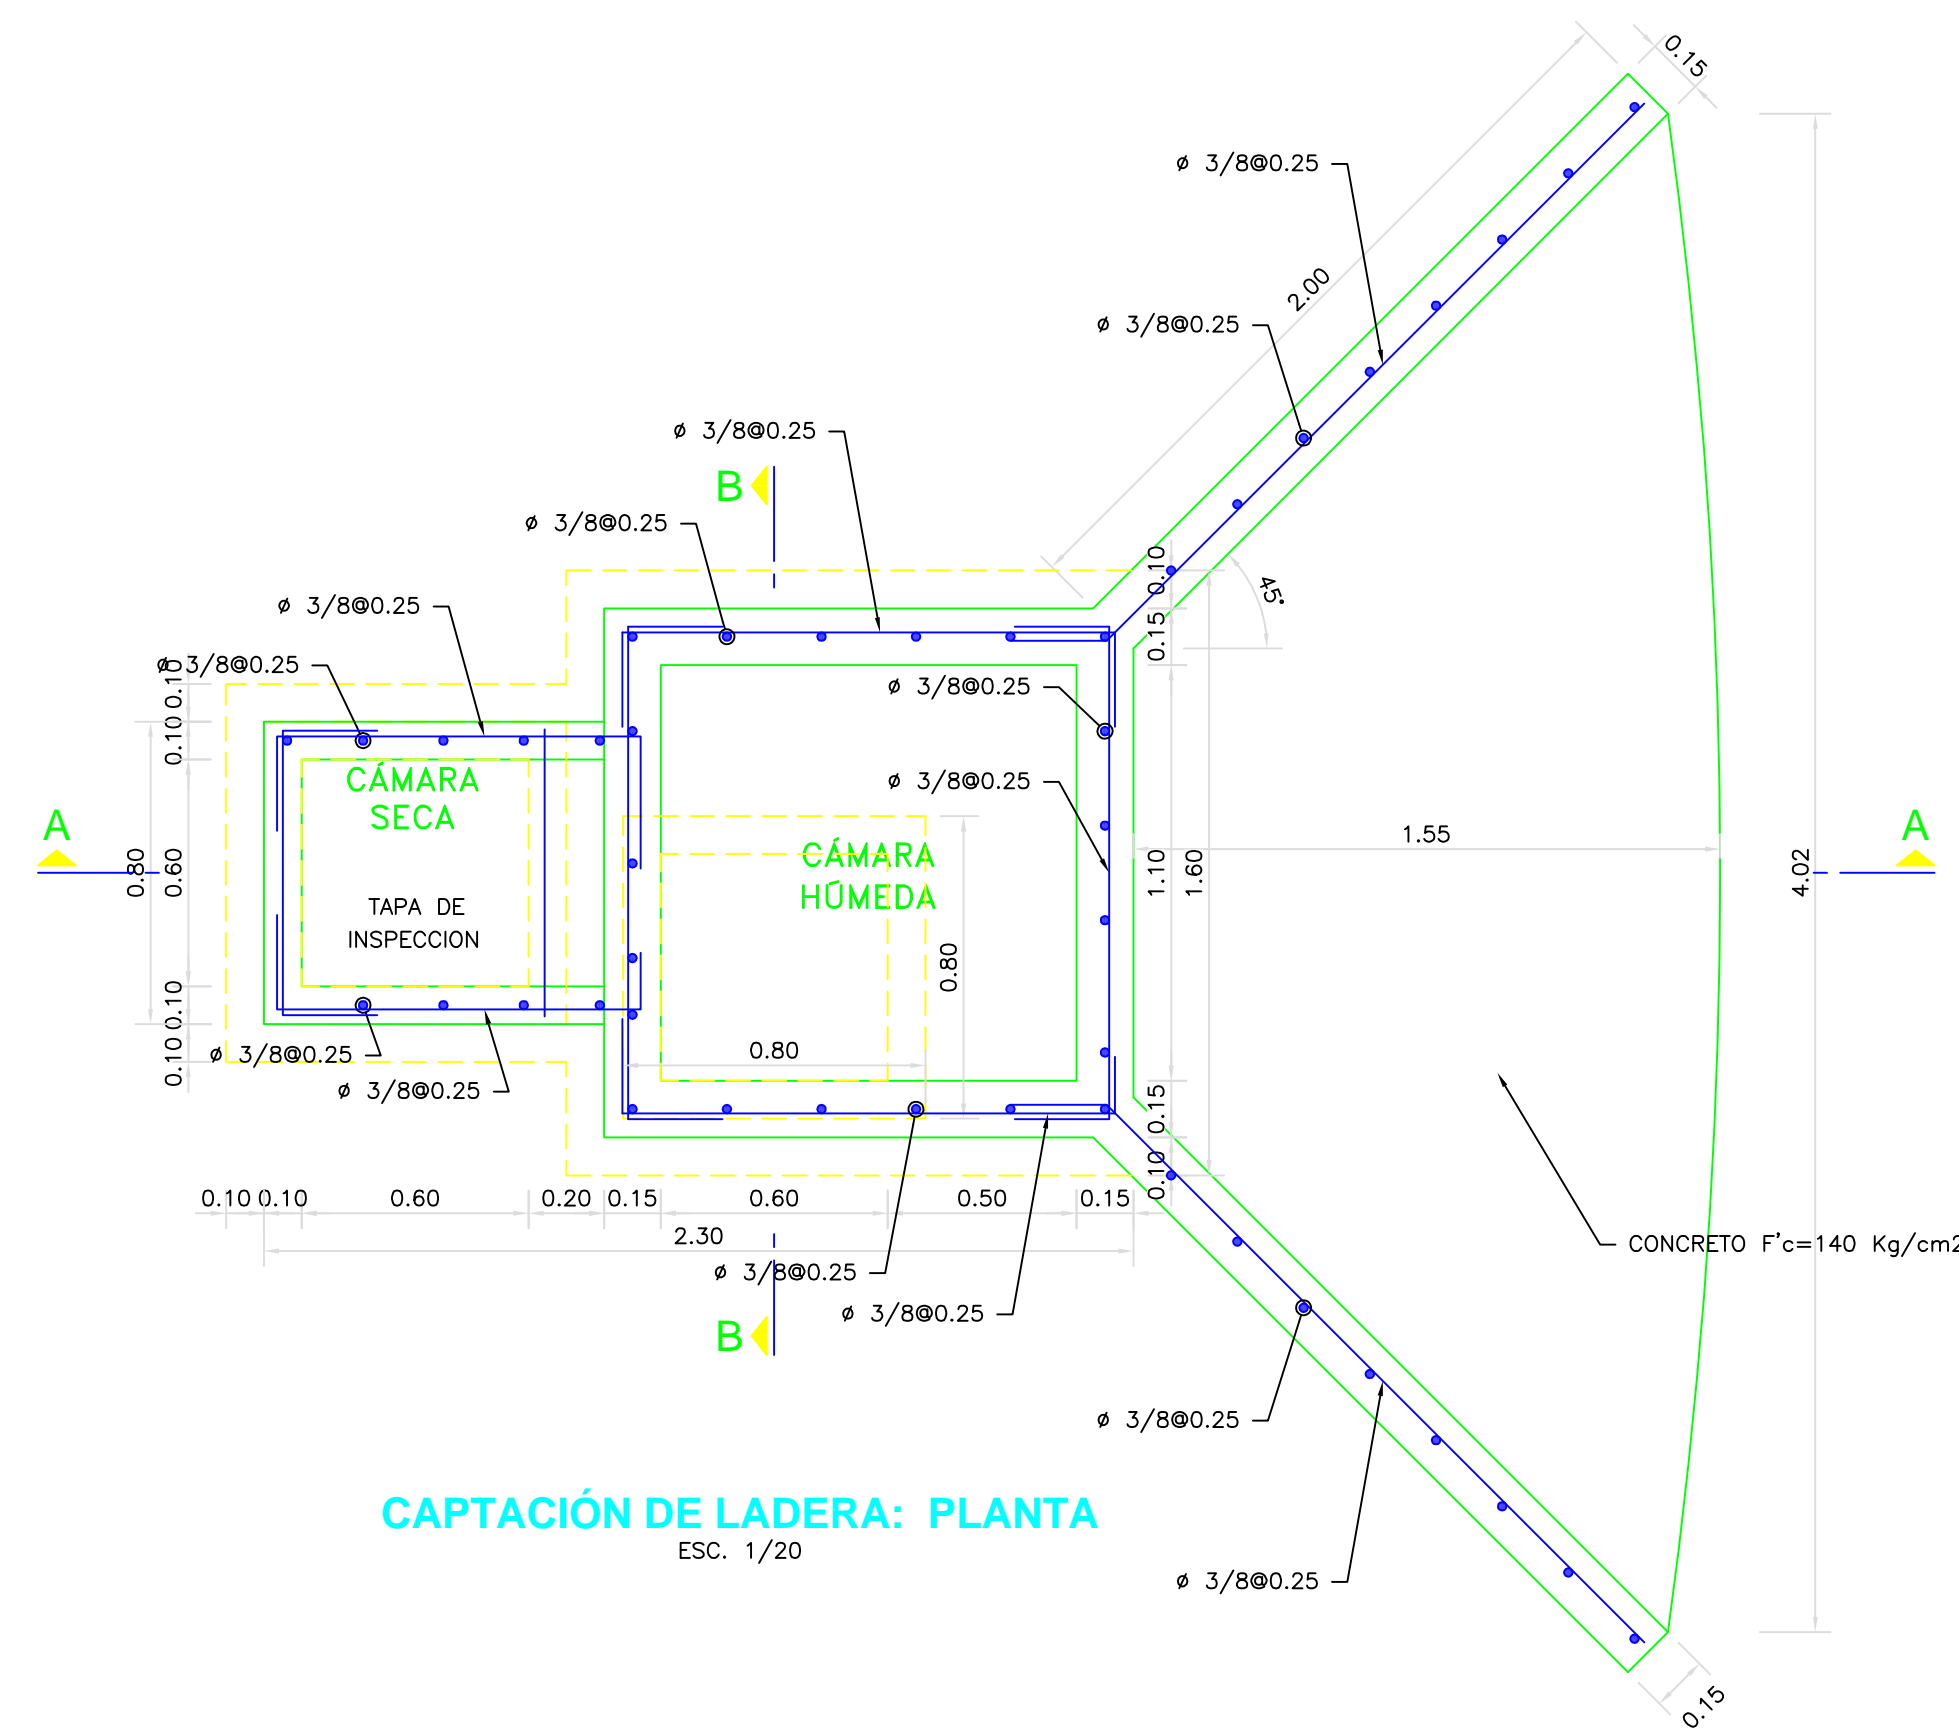 0.15
ø 3/8@0.25
2.00
ø 3/8@0.25
ø 3/8@0.25
B
ø 3/8@0.25
0.10
45°
ø 3/8@0.25
0.15
ø 3/8@0.25
0.10
ø 3/8@0.25
0.10
CÁMARA
SECA
ø 3/8@0.25
A
A
1.55
CÁMARA
HÚMEDA
0.80
0.60
1.10
1.60
4.02
TAPA DE
INSPECCION
0.80
0.10
0.10
ø 3/8@0.25
0.80
ø 3/8@0.25
0.15
0.10
0.10 0.10 0.60 0.20 0.15 0.60 0.50 0.15
2.30
CONCRETO F'c=140 Kg/cm2
ø 3/8@0.25
ø 3/8@0.25
B
ø 3/8@0.25
CAPTACIÓN DE LADERA: PLANTA
ESC. 1/20
ø 3/8@0.25
0.15